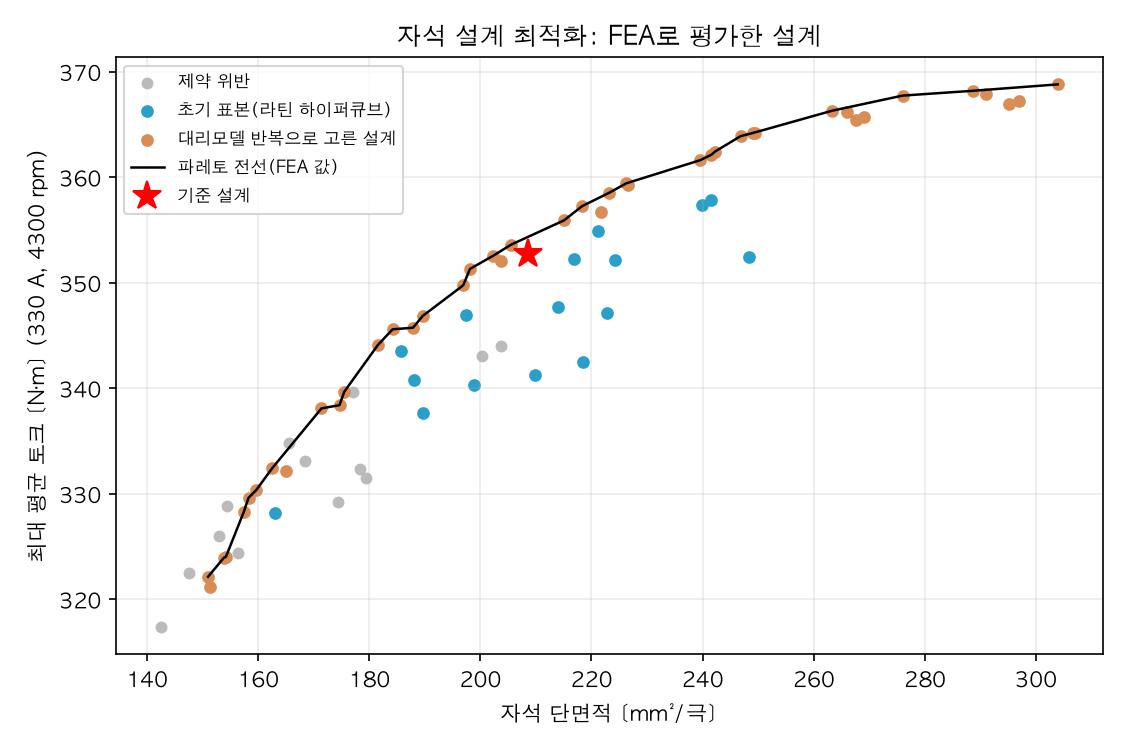 자석 설계 최적화: FEA로 평가한 설계
제약 위반
초기 표본(라틴 하이퍼큐브)
대리모델 반복으로 고른 설계
파레토 전선(FEA 값)
기준 설계
최대 평균 토크 [N·m] (330 A, 4300 rpm)
370
360
350
340
330
320
140 160 180 200 220 240 260 280 300
자석 단면적 [mm²/극]